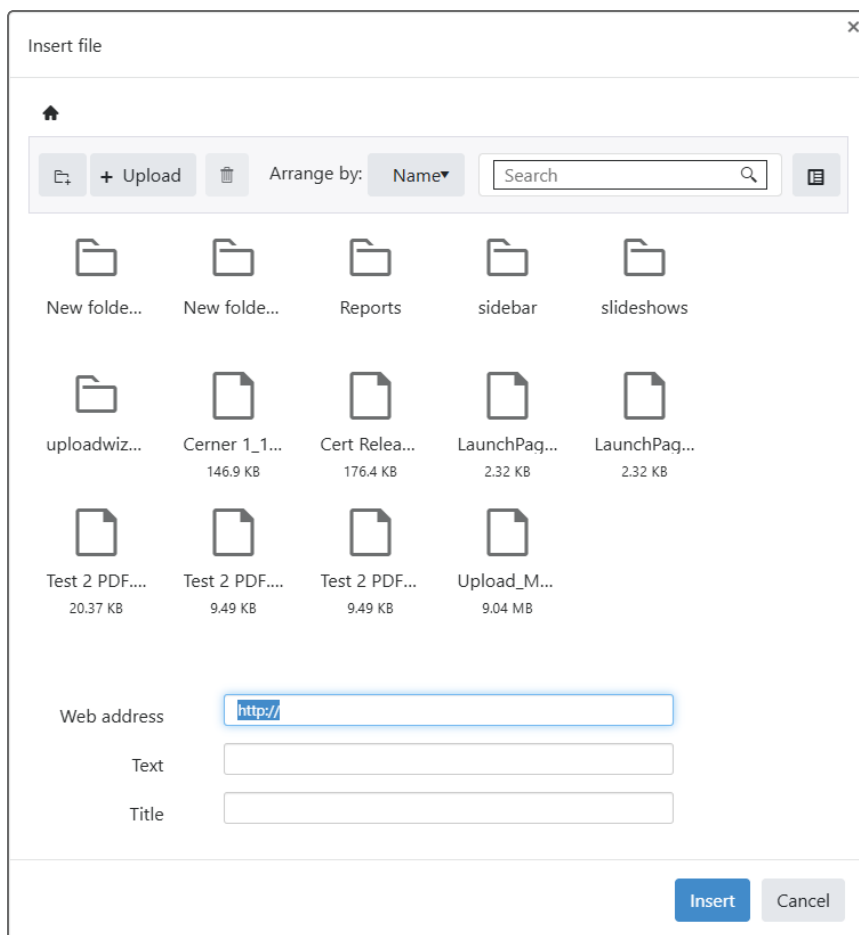 Insert file
+ Upload Arrange by: Name Search
New folde... New folde... Reports sidebar slideshows
uploadwiz... Cerner 1_1... Cert Relea... LaunchPag... LaunchPag...
146.9 KB 176.4 KB 2.32 KB 2.32 KB
Test 2 PDF.... Test 2 PDF.... Test 2 PDF... Upload_M...
20.37 KB 9.49 KB 9.49 KB 9.04 MB
Web address http://
Text
Title
Insert Cancel